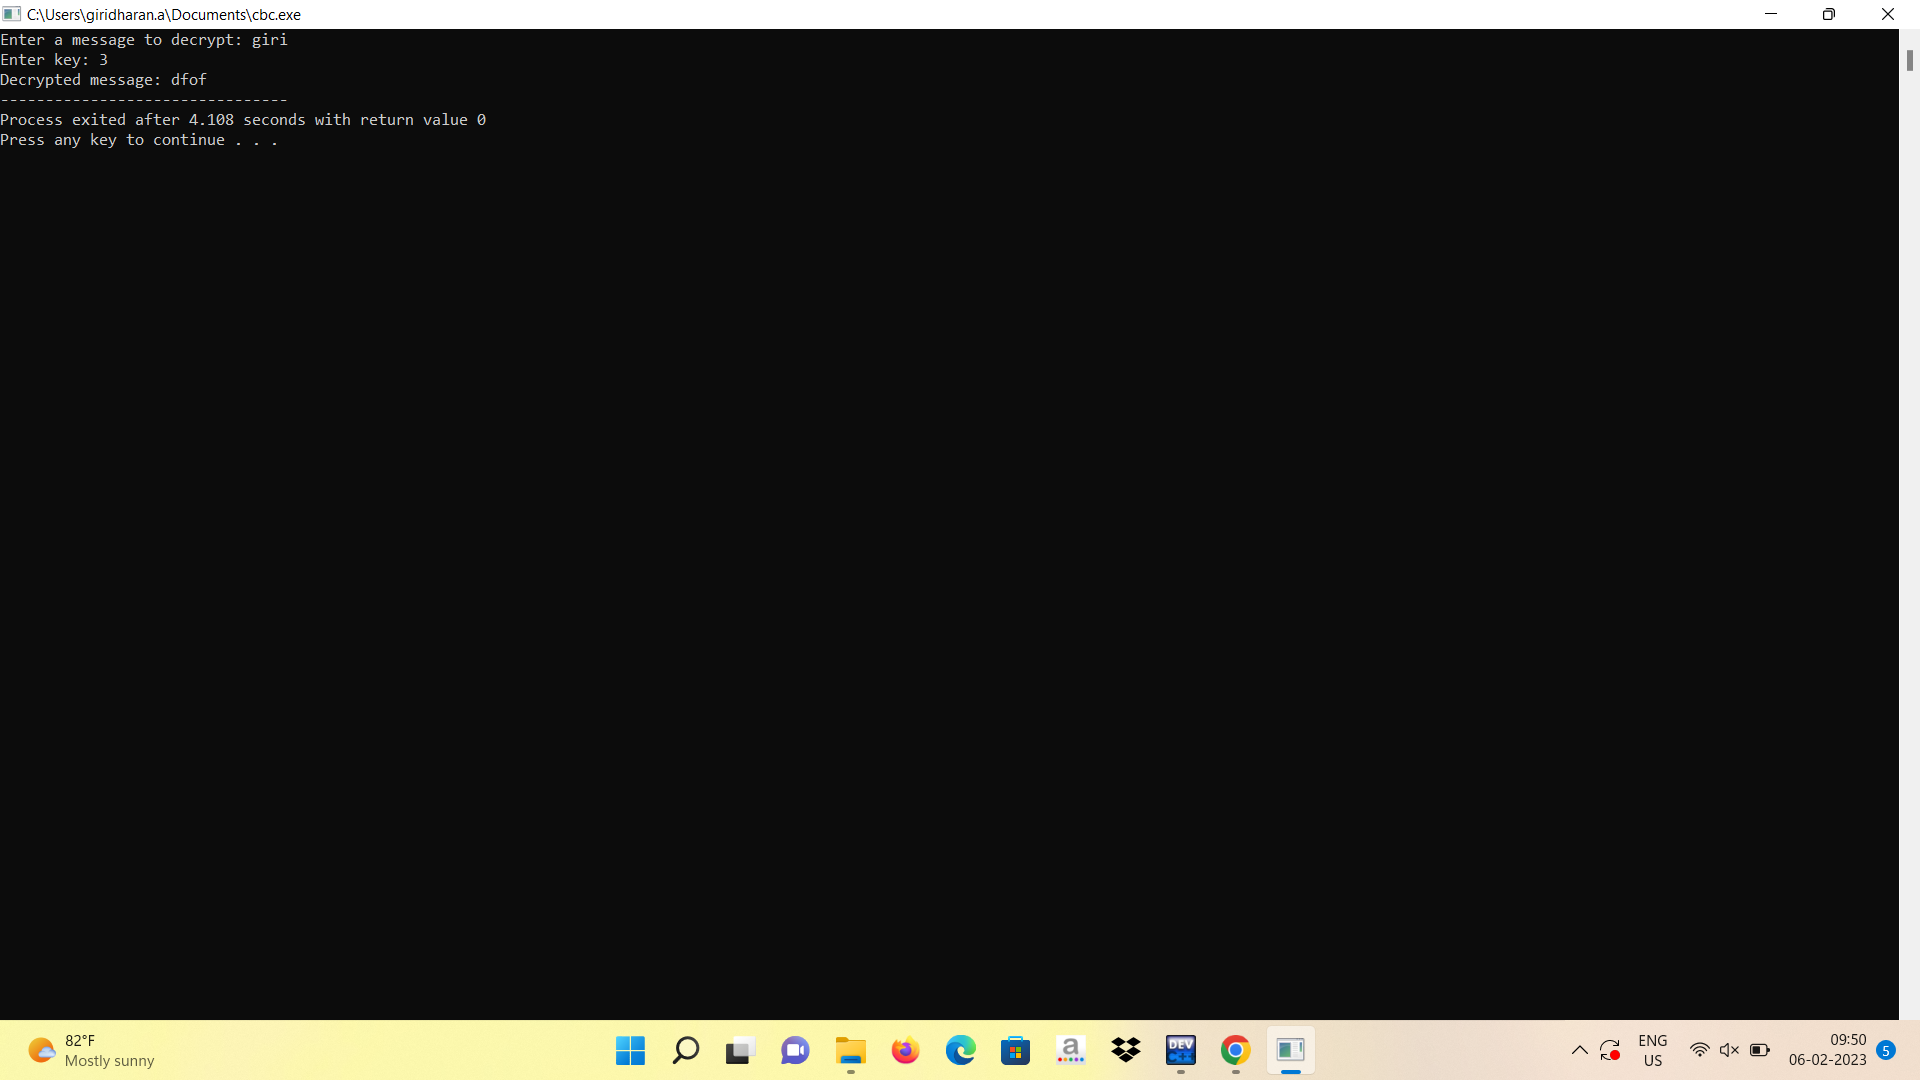 C:\Users\giridharan.a\Documents\cbc.exe
Enter a message to decrypt: giri
Enter key: 3
Decrypted message: dfof
--------------------------------
Process exited after 4.108 seconds with return value 0
Press any key to continue . . .
82°F
Mostly sunny
a
DEV
C++
ENG
US
09:50
06-02-2023
5